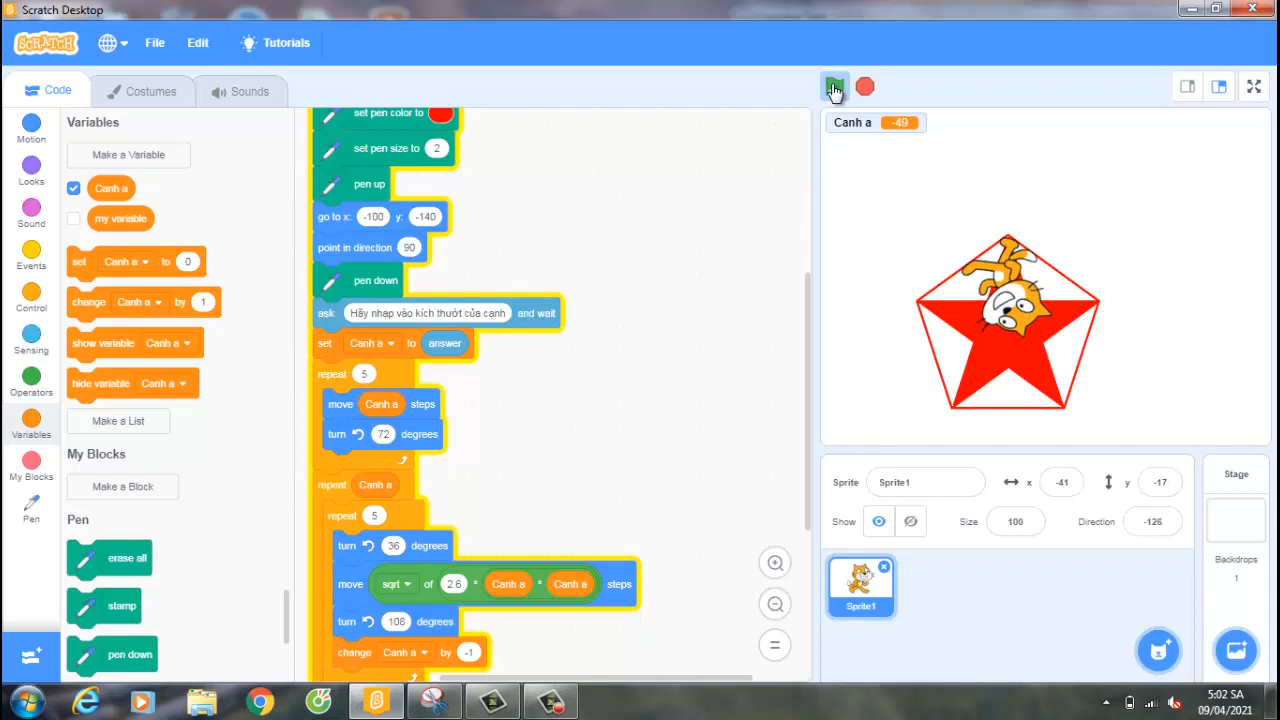 Scratch Desktop
SCRATCH
File
Edit
Tutorials
Code
Costumes
Sounds
Motion
Looks
Sound
Events
Control
Sensing
Operators
Variables
My Blocks
Pen
Variables
Make a Variable
Canh a
my variable
set Canh a to 0
change Canh a by 1
show variable Canh a
hide variable Canh a
Make a List
My Blocks
Make a Block
Pen
erase all
stamp
pen down
set pen color to
set pen size to 2
pen up
go to x: -100 y: -140
point in direction 90
pen down
ask Hãy nhạp vào kích thướt của cạnh and wait
set Canh a to answer
repeat 5
move Canh a steps
turn 72 degrees
repeat Canh a
repeat 5
turn 36 degrees
move sqrt of 2.6 * Canh a * Canh a steps
turn 108 degrees
change Canh a by -1
Canh a -49
Sprite Sprite1 x -41 y -17
Show Size 100 Direction -126
Sprite1
Stage
Backdrops
1
5:02 SA
09/04/2021